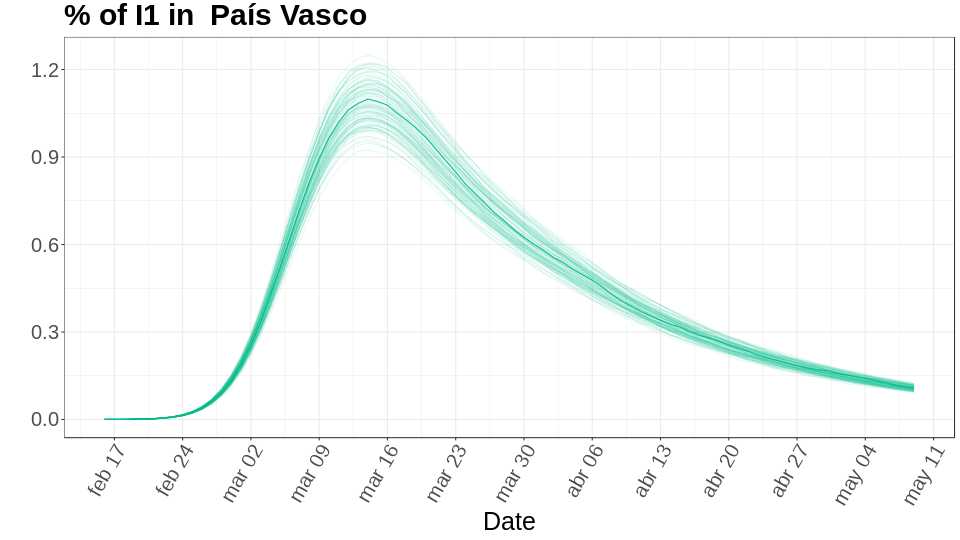 % of I1 in  País Vasco
1.2
0.9
0.6
0.3
0.0
feb 17
feb 24
mar 02
mar 09
mar 16
mar 23
mar 30
abr 06
abr 13
abr 20
abr 27
may 04
may 11
Date